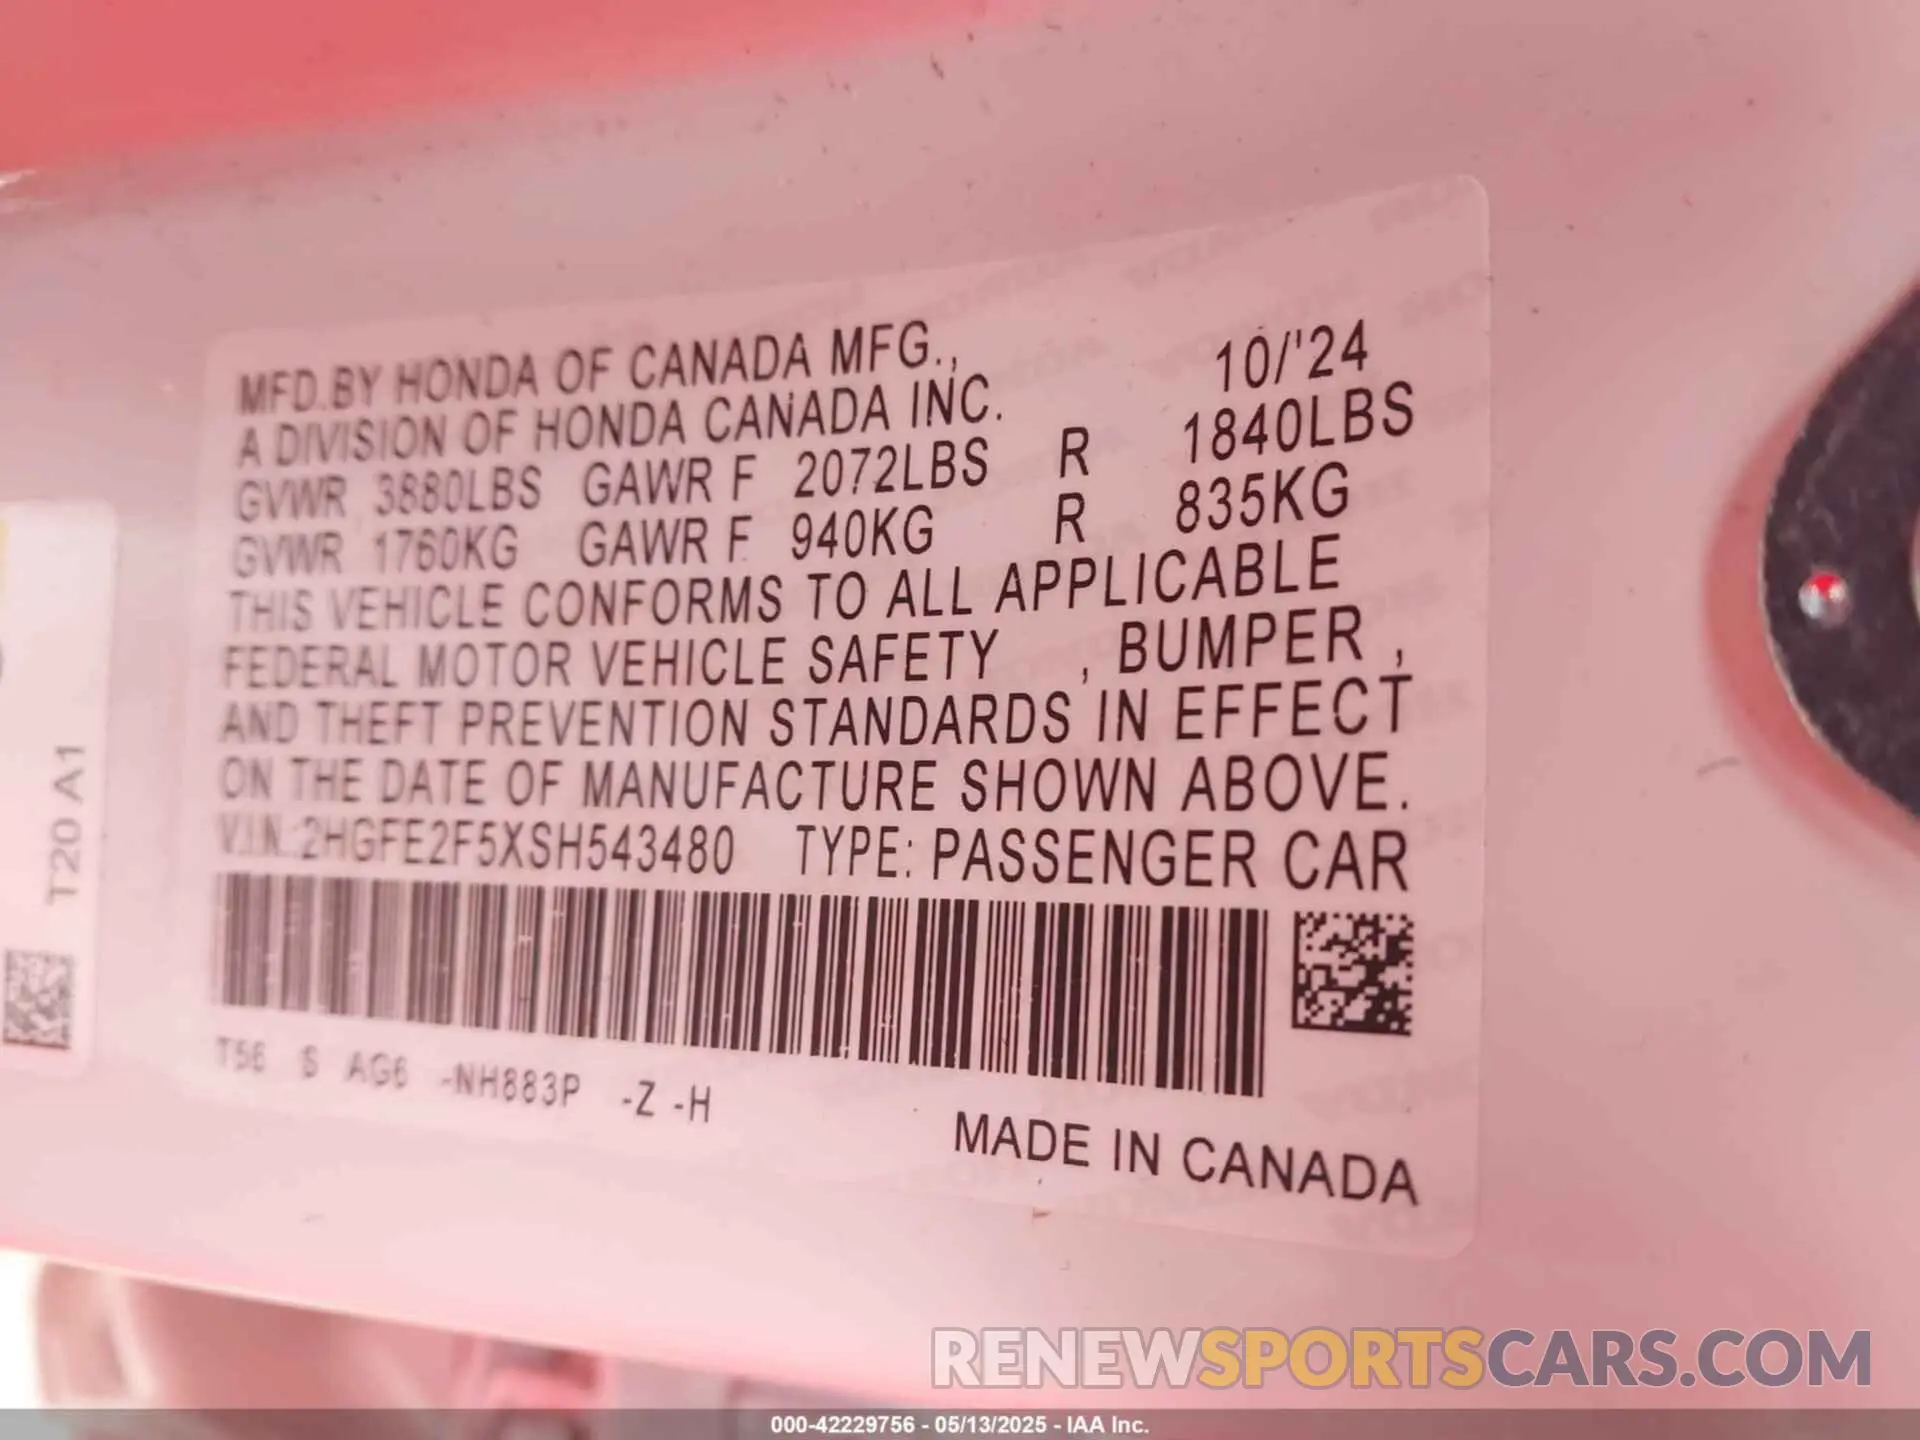 MFD.BY HONDA OF CANADA MFG., 10/'24
A DIVISION OF HONDA CANADA INC.
GVWR 3880LBS GAWR F 2072LBS R 1840LBS
GVWR 1760KG GAWR F 940KG R 835KG
THIS VEHICLE CONFORMS TO ALL APPLICABLE
FEDERAL MOTOR VEHICLE SAFETY , BUMPER ,
AND THEFT PREVENTION STANDARDS IN EFFECT
ON THE DATE OF MANUFACTURE SHOWN ABOVE.
V.I.N.:2HGFE2F5XSH543480 TYPE: PASSENGER CAR
T56 S AG6 -NH883P -Z -H
MADE IN CANADA
T20 A1
RENEWSPORTSCARS.COM
000-42229756 - 05/13/2025 - IAA Inc.